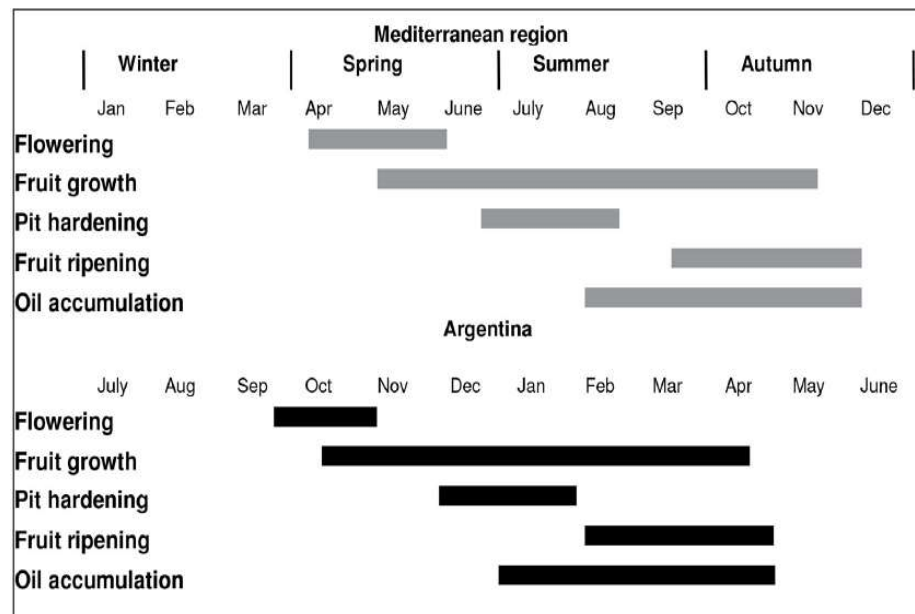 Mediterranean region
Winter Spring Summer Autumn
Jan Feb Mar Apr May June July Aug Sep Oct Nov Dec
Flowering
Fruit growth
Pit hardening
Fruit ripening
Oil accumulation
Argentina
July Aug Sep Oct Nov Dec Jan Feb Mar Apr May June
Flowering
Fruit growth
Pit hardening
Fruit ripening
Oil accumulation